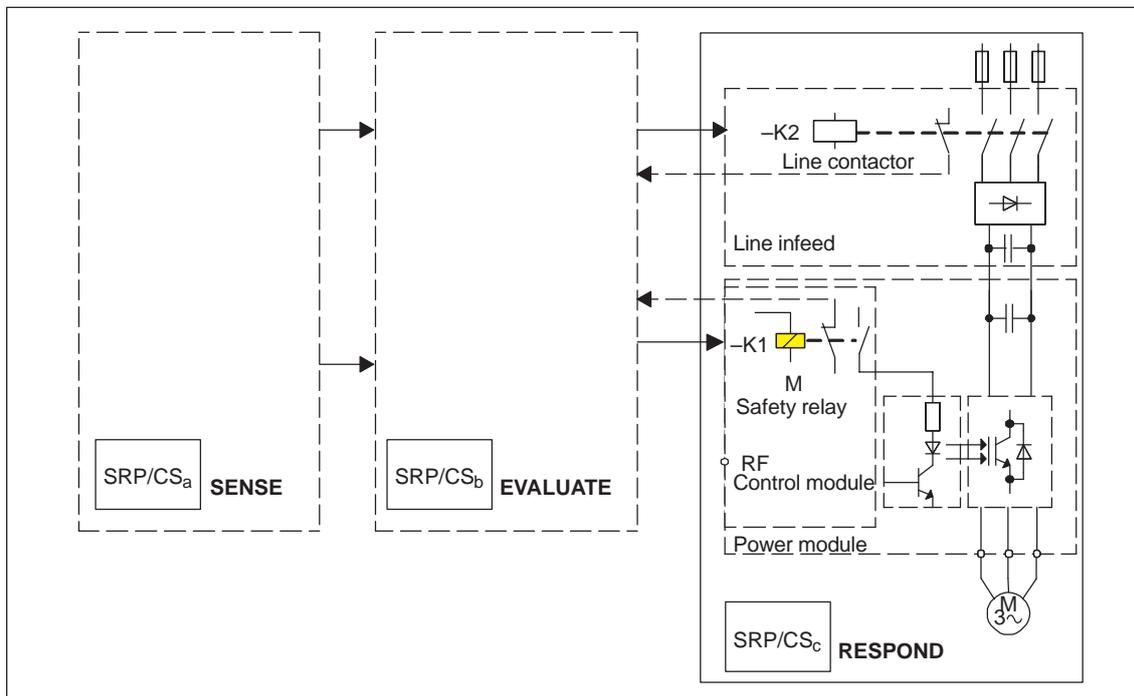 –K2
Line contactor
Line infeed
–K1
M
Safety relay
RF
Control module
Power module
M
3～
SRP/CSa
SENSE
SRP/CSb
EVALUATE
SRP/CSc
RESPOND